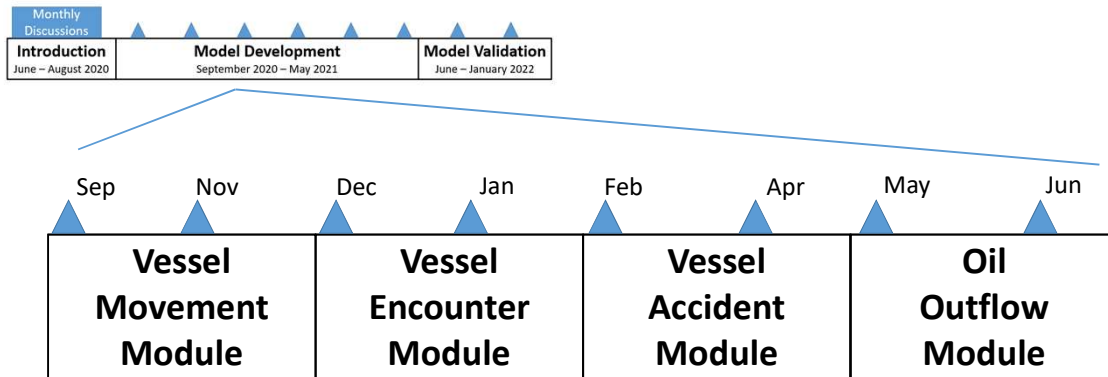 Monthly
Discussions
Introduction
June – August 2020
Model Development
September 2020 – May 2021
Model Validation
June – January 2022
Sep
Nov
Dec
Jan
Feb
Apr
May
Jun
Vessel
Movement
Module
Vessel
Encounter
Module
Vessel
Accident
Module
Oil
Outflow
Module